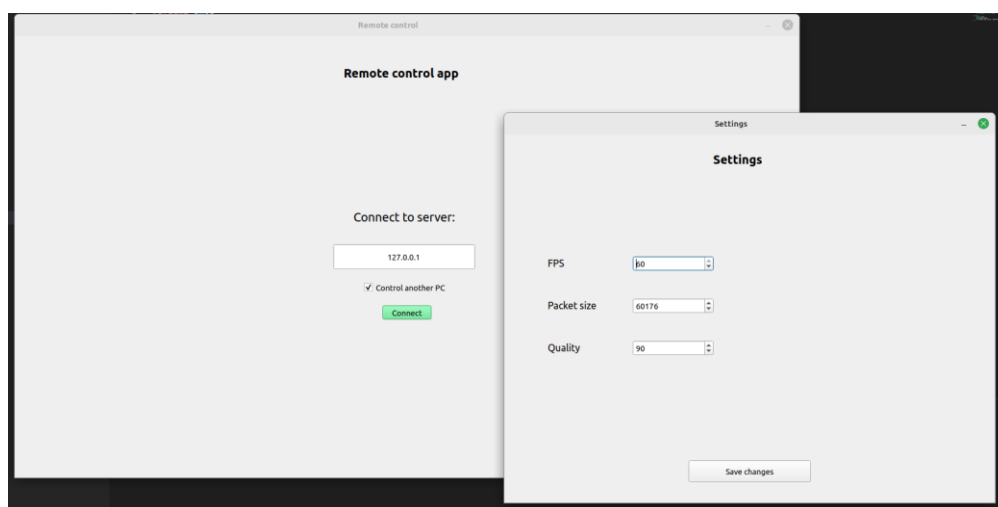 Remote control
Remote control app
Connect to server:
127.0.0.1
Control another PC
Connect
Settings
Settings
FPS
60
Packet size
60176
Quality
90
Save changes